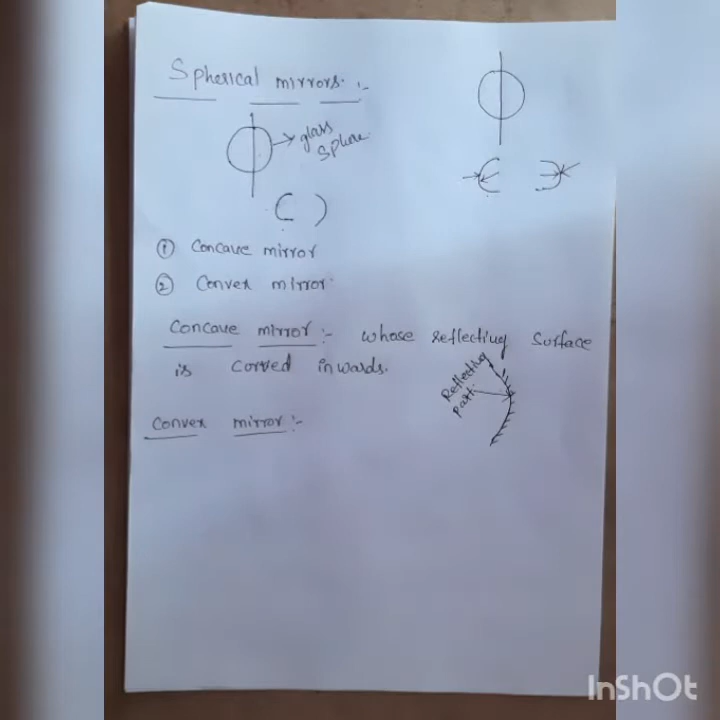 Spherical mirrors :-
glass
sphere.
① Concave mirror
② Convex mirror.
Concave mirror :- whose reflecting surface
is corved inwards.
Reflecting
part.
Convex mirror :-
InShOt